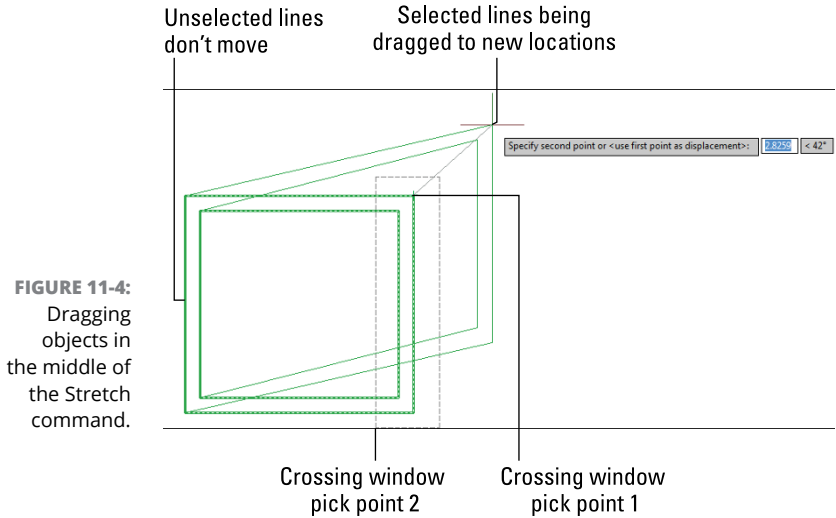 Unselected lines
don't move
Selected lines being
dragged to new locations
Specify second point or <use first point as displacement>: 2.8259 < 42°
FIGURE 11-4:
Dragging
objects in
the middle of
the Stretch
command.
Crossing window
pick point 2
Crossing window
pick point 1